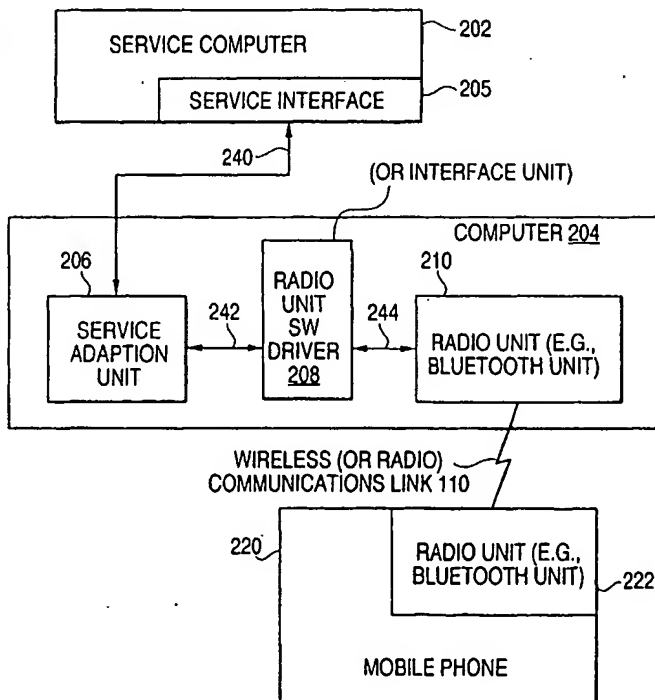 SERVICE COMPUTER
202
SERVICE INTERFACE
205
240
(OR INTERFACE UNIT)
COMPUTER 204
206
210
SERVICE
ADAPTION
UNIT
242
RADIO
UNIT
SW
DRIVER
208
244
RADIO UNIT (E.G.,
BLUETOOTH UNIT)
WIRELESS (OR RADIO)
COMMUNICATIONS LINK 110
220
RADIO UNIT (E.G.,
BLUETOOTH UNIT)
222
MOBILE PHONE